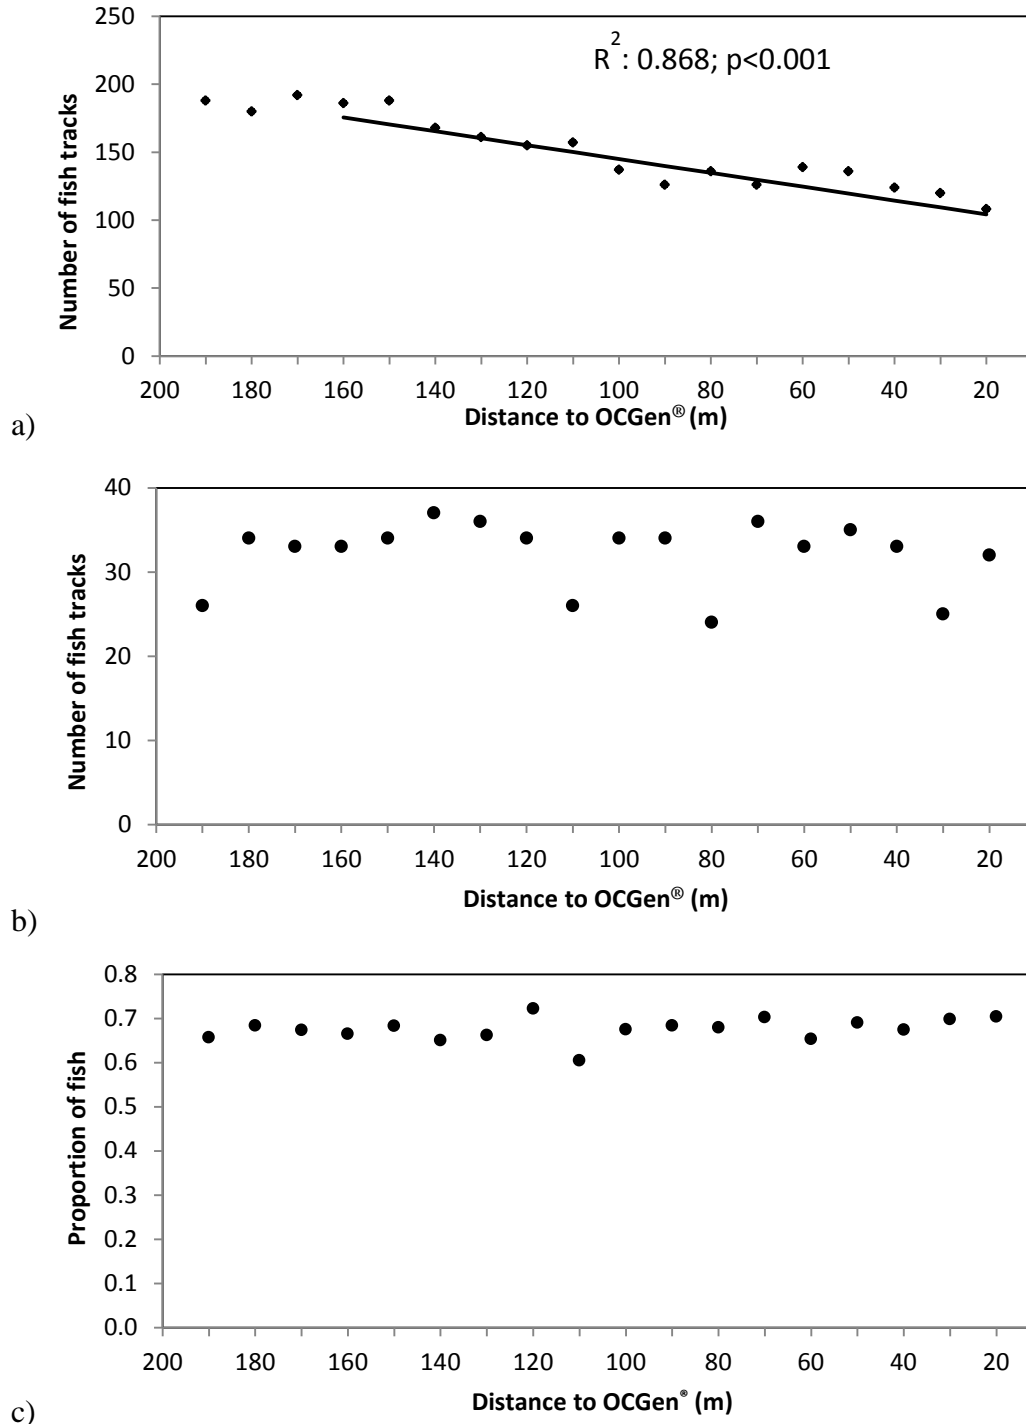 250
200
150
100
50
0
Number of fish tracks
R2: 0.868; p<0.001
200 180 160 140 120 100 80 60 40 20
Distance to OCGen® (m)
a)
40
30
20
10
0
Number of fish tracks
200 180 160 140 120 100 80 60 40 20
Distance to OCGen® (m)
b)
0.8
0.7
0.6
0.5
0.4
0.3
0.2
0.1
0.0
Proportion of fish
200 180 160 140 120 100 80 60 40 20
Distance to OCGen® (m)
c)